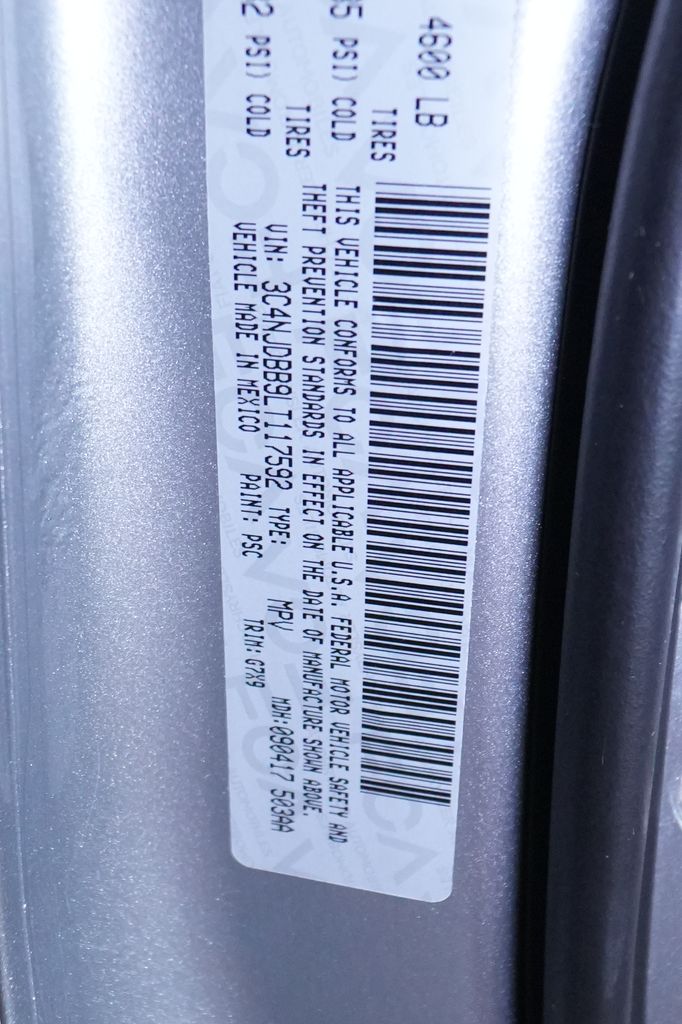 4600 LB
TIRES
35 PSI) COLD
TIRES
2 PSI) COLD
THIS VEHICLE CONFORMS TO ALL APPLICABLE U.S.A. FEDERAL MOTOR VEHICLE SAFETY AND
THEFT PREVENTION STANDARDS IN EFFECT ON THE DATE OF MANUFACTURE SHOWN ABOVE.
VIN: 3C4NJDBB9LT117592 TYPE: MPV MDH:090417 503AA
VEHICLE MADE IN MEXICO PAINT: PSC TRIM: G7X9